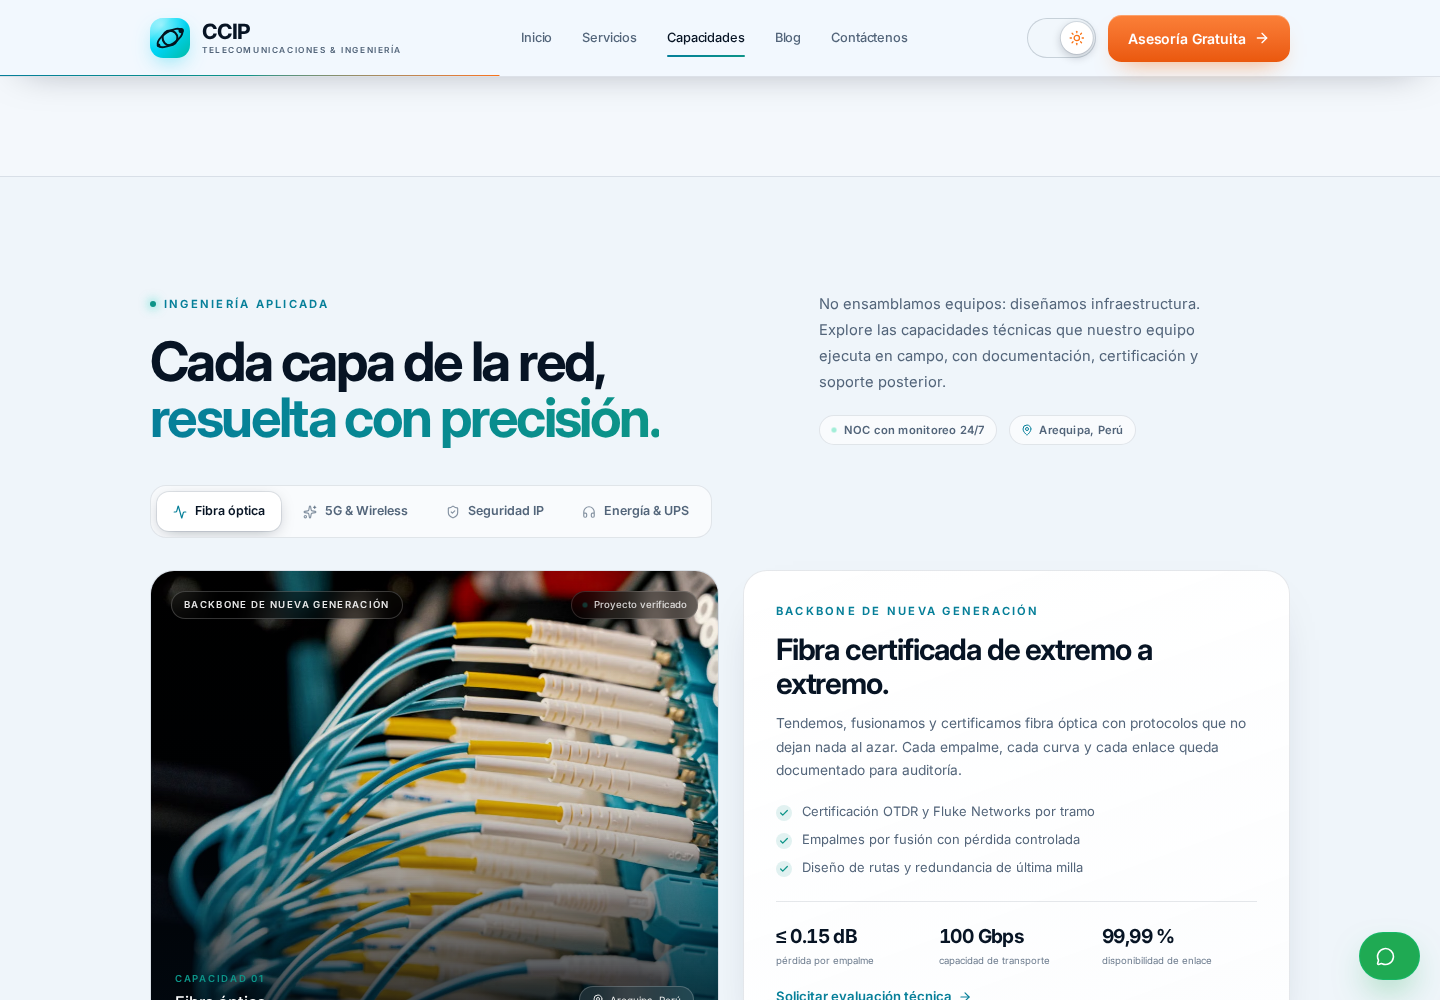 CCIP
TELECOMUNICACIONES & INGENIERÍA
Inicio
Servicios
Capacidades
Blog
Contáctenos
Asesoría Gratuita
INGENIERÍA APLICADA
Cada capa de la red,
resuelta con precisión.
No ensamblamos equipos: diseñamos infraestructura.
Explore las capacidades técnicas que nuestro equipo
ejecuta en campo, con documentación, certificación y
soporte posterior.
NOC con monitoreo 24/7
Arequipa, Perú
Fibra óptica
5G & Wireless
Seguridad IP
Energía & UPS
BACKBONE DE NUEVA GENERACIÓN
Proyecto verificado
CAPACIDAD 01
Fibra óptica
Arequipa, Perú
BACKBONE DE NUEVA GENERACIÓN
Fibra certificada de extremo a
extremo.
Tendemos, fusionamos y certificamos fibra óptica con protocolos que no
dejan nada al azar. Cada empalme, cada curva y cada enlace queda
documentado para auditoría.
Certificación OTDR y Fluke Networks por tramo
Empalmes por fusión con pérdida controlada
Diseño de rutas y redundancia de última milla
≤ 0.15 dB
pérdida por empalme
100 Gbps
capacidad de transporte
99,99 %
disponibilidad de enlace
Solicitar evaluación técnica